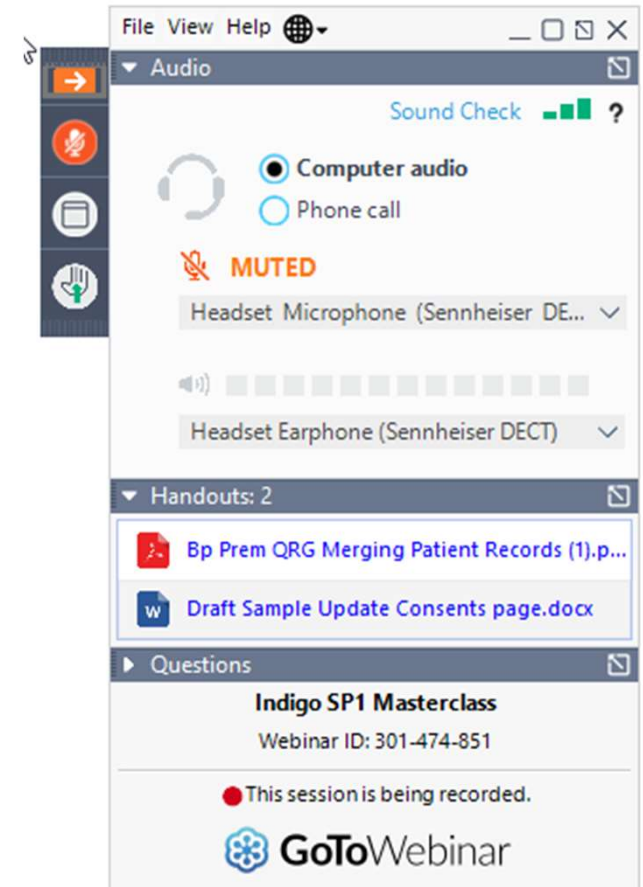 File View Help
Audio
Sound Check ?
Computer audio
Phone call
MUTED
Headset Microphone (Sennheiser DE...
Headset Earphone (Sennheiser DECT)
Handouts: 2
Bp Prem QRG Merging Patient Records (1).p...
W Draft Sample Update Consents page.docx
Questions
Indigo SP1 Masterclass
Webinar ID: 301-474-851
This session is being recorded.
GoToWebinar